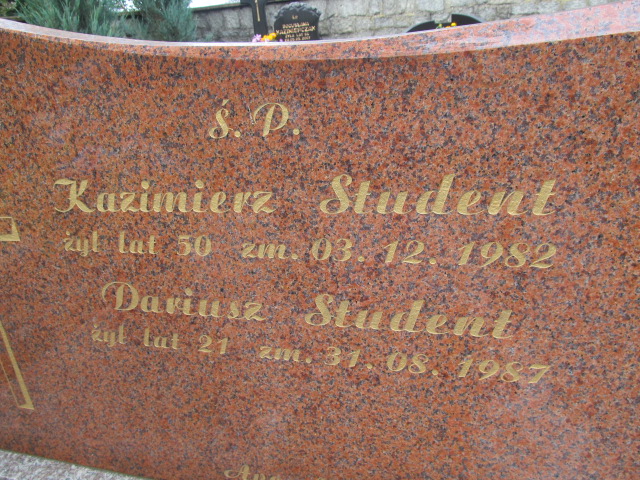 Ś. P.
Kazimierz Student
żył lat 50 zm. 03. 12. 1982
Dariusz Student
żył lat 21 zm. 31. 08. 1987